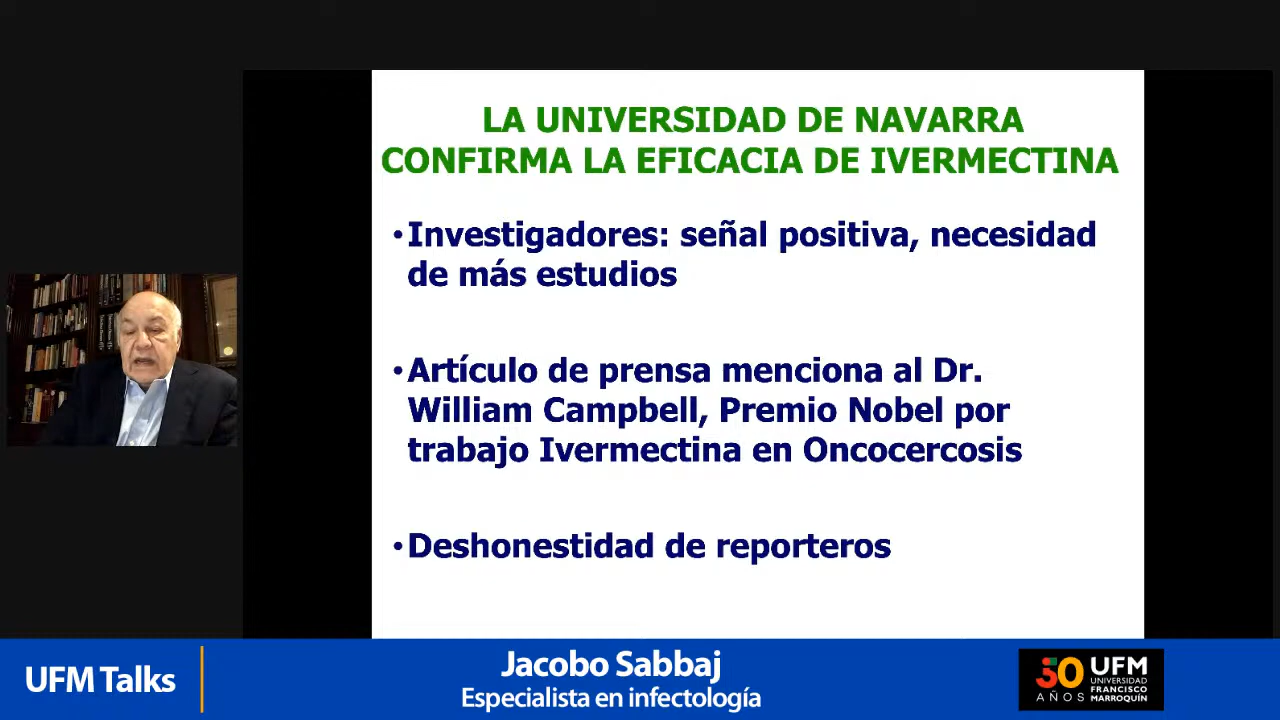 LA UNIVERSIDAD DE NAVARRA
CONFIRMA LA EFICACIA DE IVERMECTINA
•Investigadores: señal positiva, necesidad
de más estudios
•Artículo de prensa menciona al Dr.
William Campbell, Premio Nobel por
trabajo Ivermectina en Oncocercosis
•Deshonestidad de reporteros
UFM Talks
Jacobo Sabbaj
Especialista en infectología
50
AÑOS
UFM
UNIVERSIDAD
FRANCISCO
MARROQUÍN